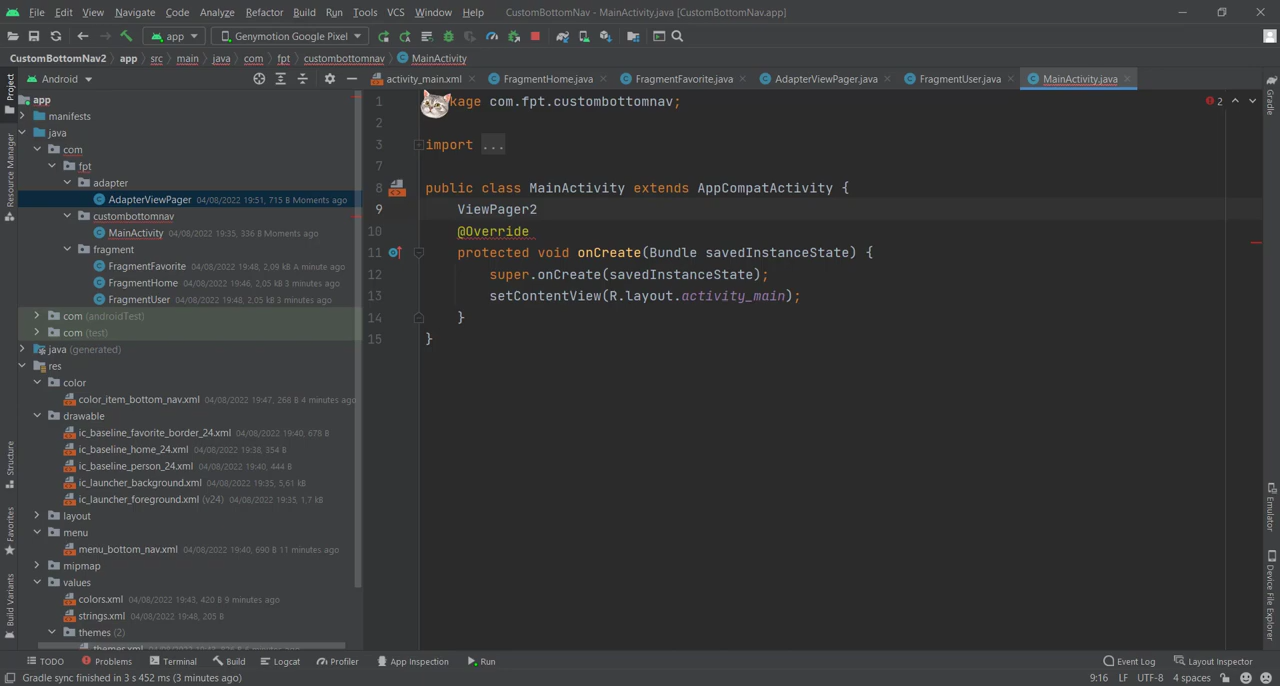 File Edit View Navigate Code Analyze Refactor Build Run Tools VCS Window Help CustomBottomNav - MainActivity.java [CustomBottomNav.app]
app Genymotion Google Pixel
CustomBottomNav2 app src main java com fpt custombottomnav MainActivity
Android
activity_main.xml FragmentHome.java FragmentFavorite.java AdapterViewPager.java FragmentUser.java MainActivity.java
app
manifests
java
com
fpt
adapter
AdapterViewPager 04/08/2022 19:51, 715 B Moments ago
custombottomnav
MainActivity 04/08/2022 19:35, 336 B Moments ago
fragment
FragmentFavorite 04/08/2022 19:48, 2,09 kB A minute ago
FragmentHome 04/08/2022 19:46, 2,05 kB 3 minutes ago
FragmentUser 04/08/2022 19:48, 2,05 kB 3 minutes ago
com (androidTest)
com (test)
java (generated)
res
color
color_item_bottom_nav.xml 04/08/2022 19:47, 268 B 4 minutes ago
drawable
ic_baseline_favorite_border_24.xml 04/08/2022 19:40, 678 B
ic_baseline_home_24.xml 04/08/2022 19:38, 354 B
ic_baseline_person_24.xml 04/08/2022 19:40, 444 B
ic_launcher_background.xml 04/08/2022 19:35, 5,61 kB
ic_launcher_foreground.xml (v24) 04/08/2022 19:35, 1,7 kB
layout
menu
menu_bottom_nav.xml 04/08/2022 19:40, 690 B 11 minutes ago
mipmap
values
colors.xml 04/08/2022 19:43, 420 B 9 minutes ago
strings.xml 04/08/2022 19:48, 205 B
themes (2)
1 kage com.fpt.custombottomnav;
2
3 import ...
7
8 public class MainActivity extends AppCompatActivity {
9 ViewPager2
10 @Override
11 protected void onCreate(Bundle savedInstanceState) {
12 super.onCreate(savedInstanceState);
13 setContentView(R.layout.activity_main);
14 }
15 }
2
Project
Resource Manager
Structure
Favorites
Build Variants
Gradle
Emulator
Device File Explorer
TODO Problems Terminal Build Logcat Profiler App Inspection Run Event Log Layout Inspector
Gradle sync finished in 3 s 452 ms (3 minutes ago) 9:16 LF UTF-8 4 spaces